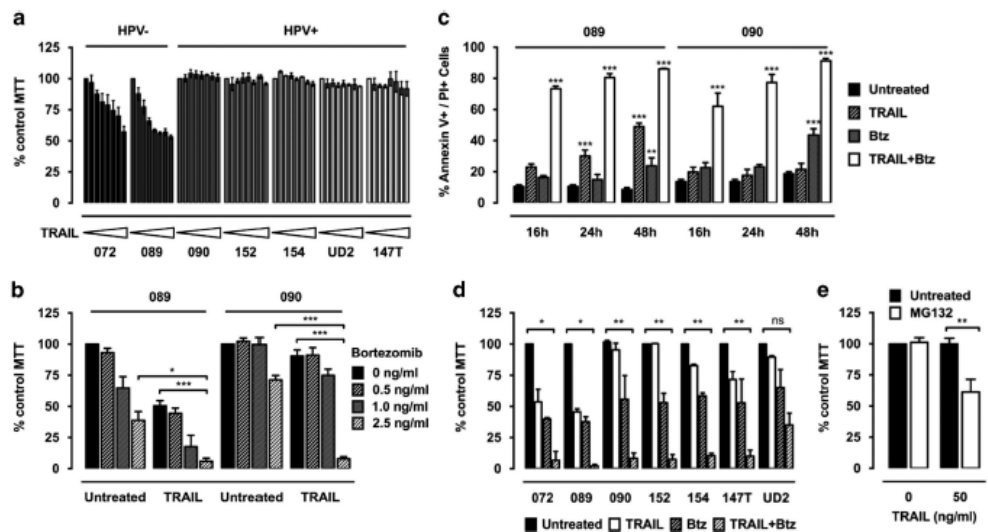 a
HPV-
HPV+
% control MTT
125
100
75
50
25
0
TRAIL
072 089 090 152 154 UD2 147T
b
089
090
% control MTT
125
100
75
50
25
0
***
***
*
***
Bortezomib
0 ng/ml
0.5 ng/ml
1.0 ng/ml
2.5 ng/ml
Untreated TRAIL Untreated TRAIL
c
089
090
% Annexin V+ / PI+ Cells
100
80
60
40
20
0
*** *** *** *** *** ***
*** *** ** ***
16h 24h 48h 16h 24h 48h
Untreated
TRAIL
Btz
TRAIL+Btz
d
% control MTT
125
100
75
50
25
0
* * ** ** ** ** ns
072 089 090 152 154 147T UD2
Untreated TRAIL Btz TRAIL+Btz
e
Untreated
MG132
**
% control MTT
125
100
75
50
25
0
0 50
TRAIL (ng/ml)